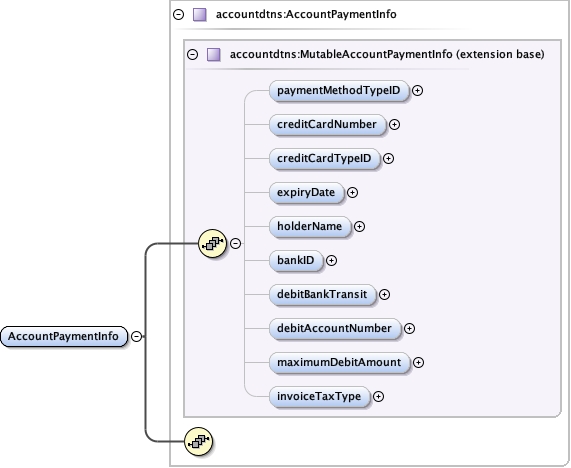 accountdtns:AccountPaymentInfo
accountdtns:MutableAccountPaymentInfo (extension base)
paymentMethodTypeID
creditCardNumber
creditCardTypeID
expiryDate
holderName
bankID
debitBankTransit
debitAccountNumber
maximumDebitAmount
invoiceTaxType
AccountPaymentInfo